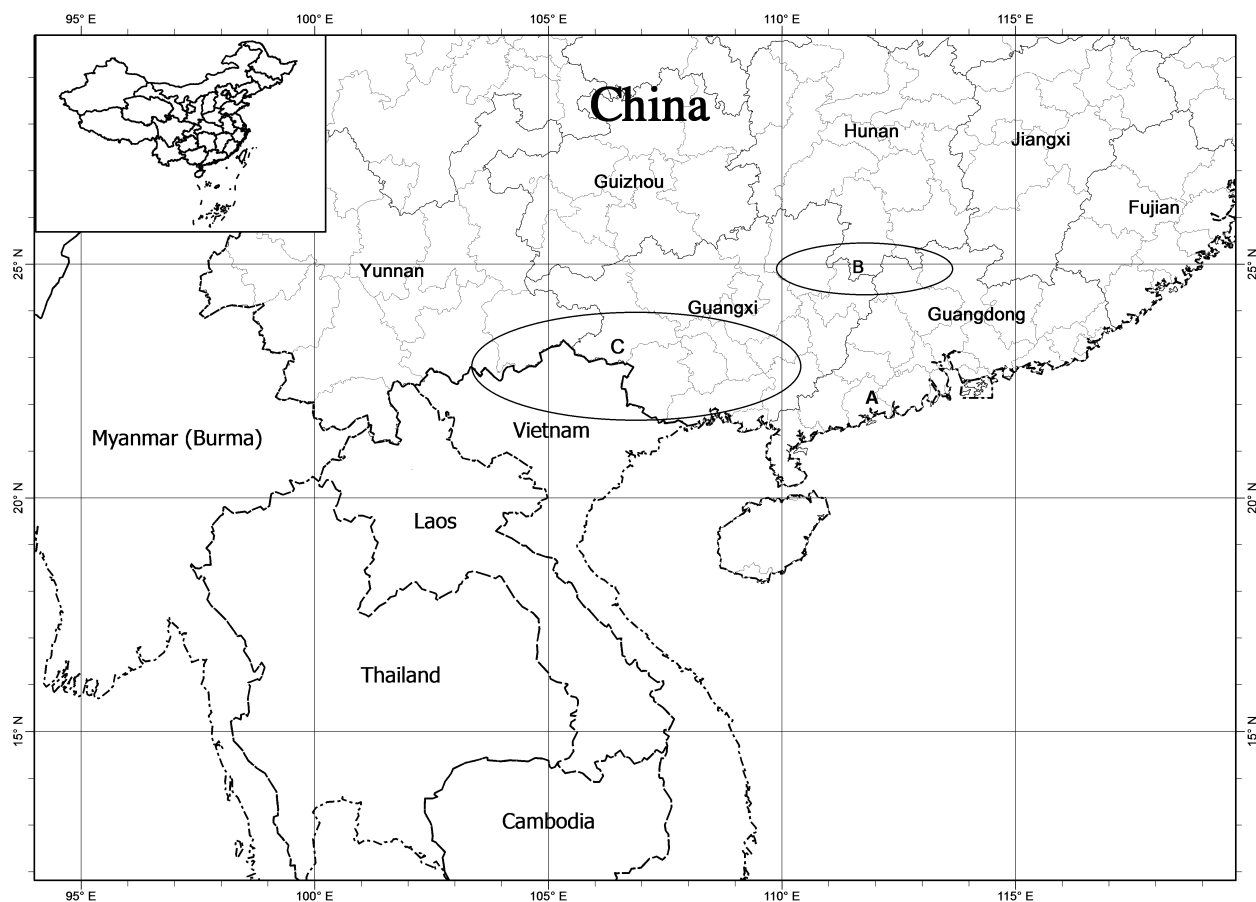 95° E 100° E 105° E 110° E 115° E
China
Hunan
Jiangxi
Guizhou
Fujian
25° N
Yunnan
B
25° N
Guangxi
Guangdong
C
A
Myanmar (Burma)
Vietnam
20° N
Laos
20° N
Thailand
15° N
15° N
Cambodia
95° E 100° E 105° E 110° E 115° E